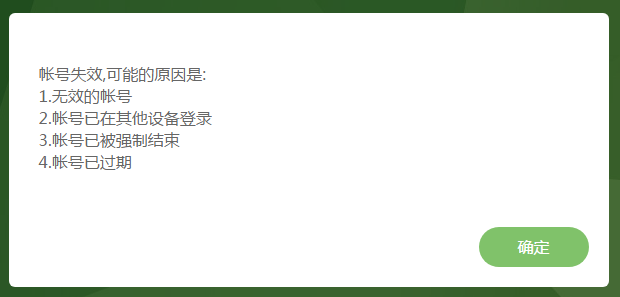 帐号失效,可能的原因是:
1.无效的帐号
2.帐号已在其他设备登录
3.帐号已被强制结束
4.帐号已过期
确定